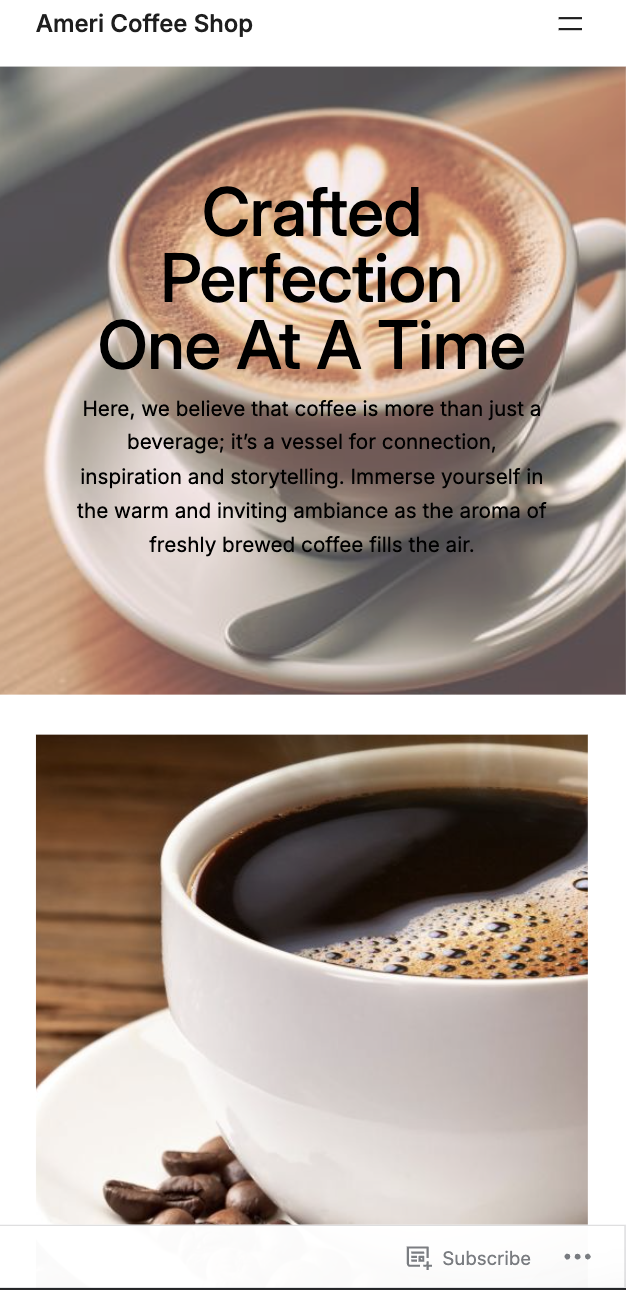 Ameri Coffee Shop
Crafted
Perfection
One At A Time
Here, we believe that coffee is more than just a
beverage; it’s a vessel for connection,
inspiration and storytelling. Immerse yourself in
the warm and inviting ambiance as the aroma of
freshly brewed coffee fills the air.
Subscribe